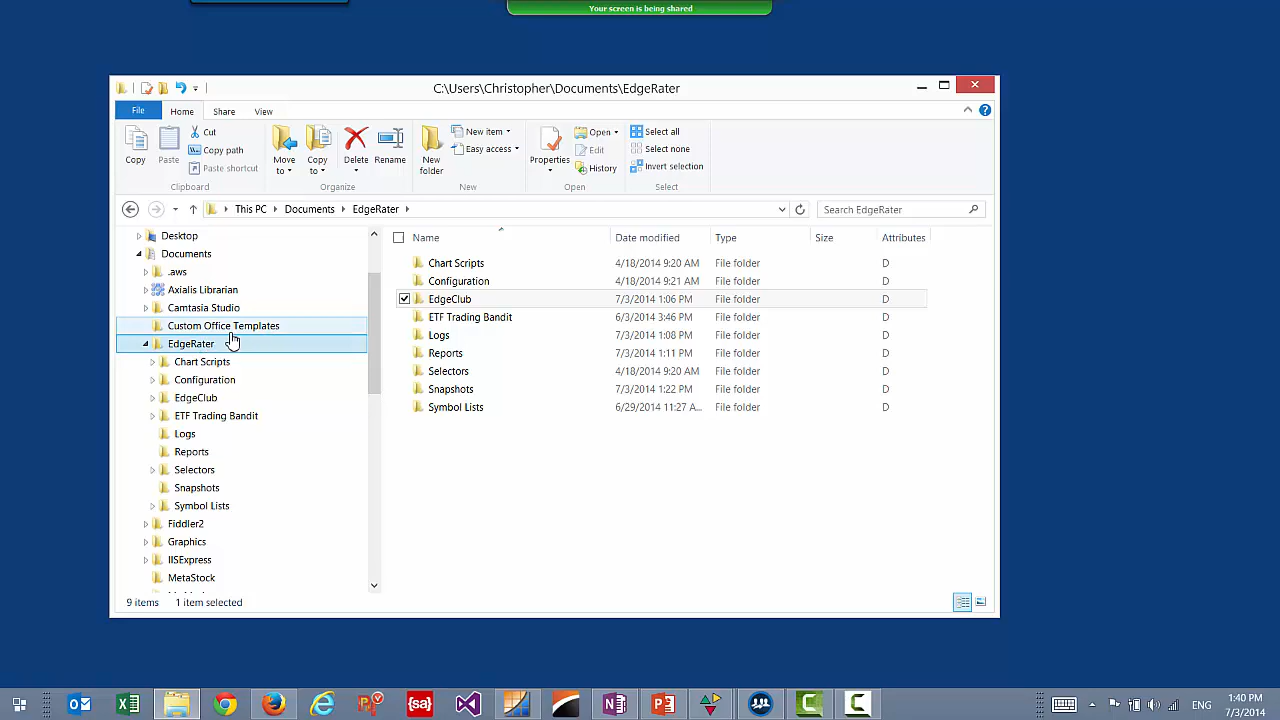 Your screen is being shared
C:\Users\Christopher\Documents\EdgeRater
File Home Share View
Copy
Paste
Cut
Copy path
Paste shortcut
Clipboard
Move to
Copy to
Delete
Rename
Organize
New folder
New item
Easy access
New
Properties
Open
Edit
History
Open
Select all
Select none
Invert selection
Select
This PC Documents EdgeRater
Search EdgeRater
Desktop
Documents
.aws
Axialis Librarian
Camtasia Studio
Custom Office Templates
EdgeRater
Chart Scripts
Configuration
EdgeClub
ETF Trading Bandit
Logs
Reports
Selectors
Snapshots
Symbol Lists
Fiddler2
Graphics
IISExpress
MetaStock
Name Date modified Type Size Attributes
Chart Scripts 4/18/2014 9:20 AM File folder D
Configuration 4/18/2014 9:21 AM File folder D
EdgeClub 7/3/2014 1:06 PM File folder D
ETF Trading Bandit 6/3/2014 3:46 PM File folder D
Logs 7/3/2014 1:08 PM File folder D
Reports 7/3/2014 1:11 PM File folder D
Selectors 4/18/2014 9:20 AM File folder D
Snapshots 7/3/2014 1:22 PM File folder D
Symbol Lists 6/29/2014 11:27 A... File folder D
9 items 1 item selected
{sa}
ENG
1:40 PM
7/3/2014